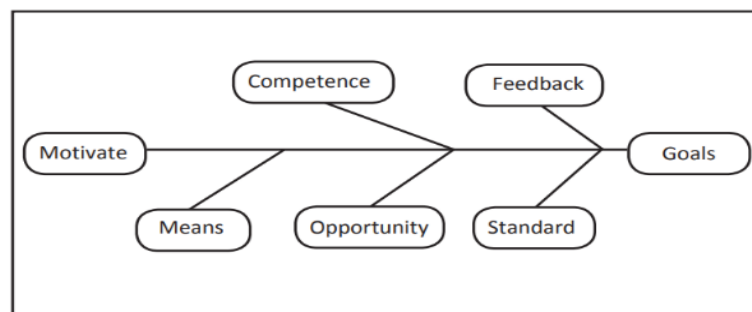 Competence
Feedback
Motivate
Goals
Means
Opportunity
Standard